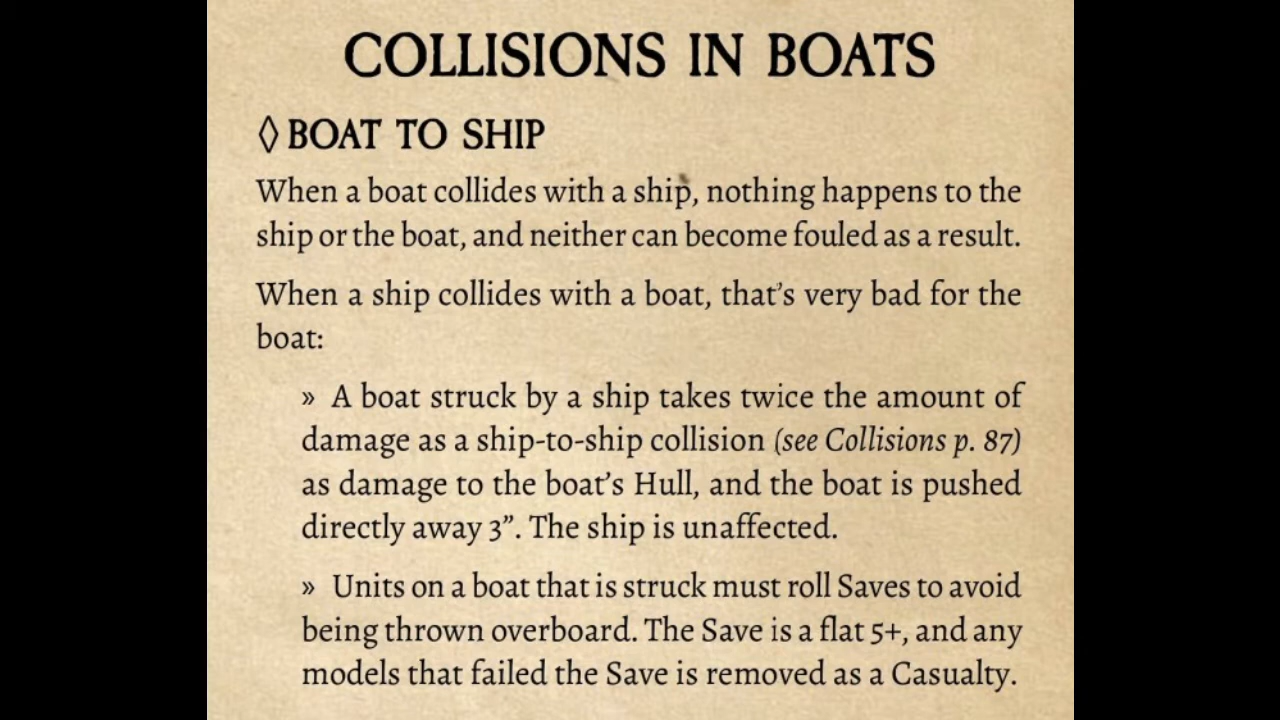 COLLISIONS IN BOATS
◊ BOAT TO SHIP
When a boat collides with a ship, nothing happens to the
ship or the boat, and neither can become fouled as a result.
When a ship collides with a boat, that’s very bad for the
boat:
» A boat struck by a ship takes twice the amount of
damage as a ship-to-ship collision (see Collisions p. 87)
as damage to the boat’s Hull, and the boat is pushed
directly away 3”. The ship is unaffected.
» Units on a boat that is struck must roll Saves to avoid
being thrown overboard. The Save is a flat 5+, and any
models that failed the Save is removed as a Casualty.